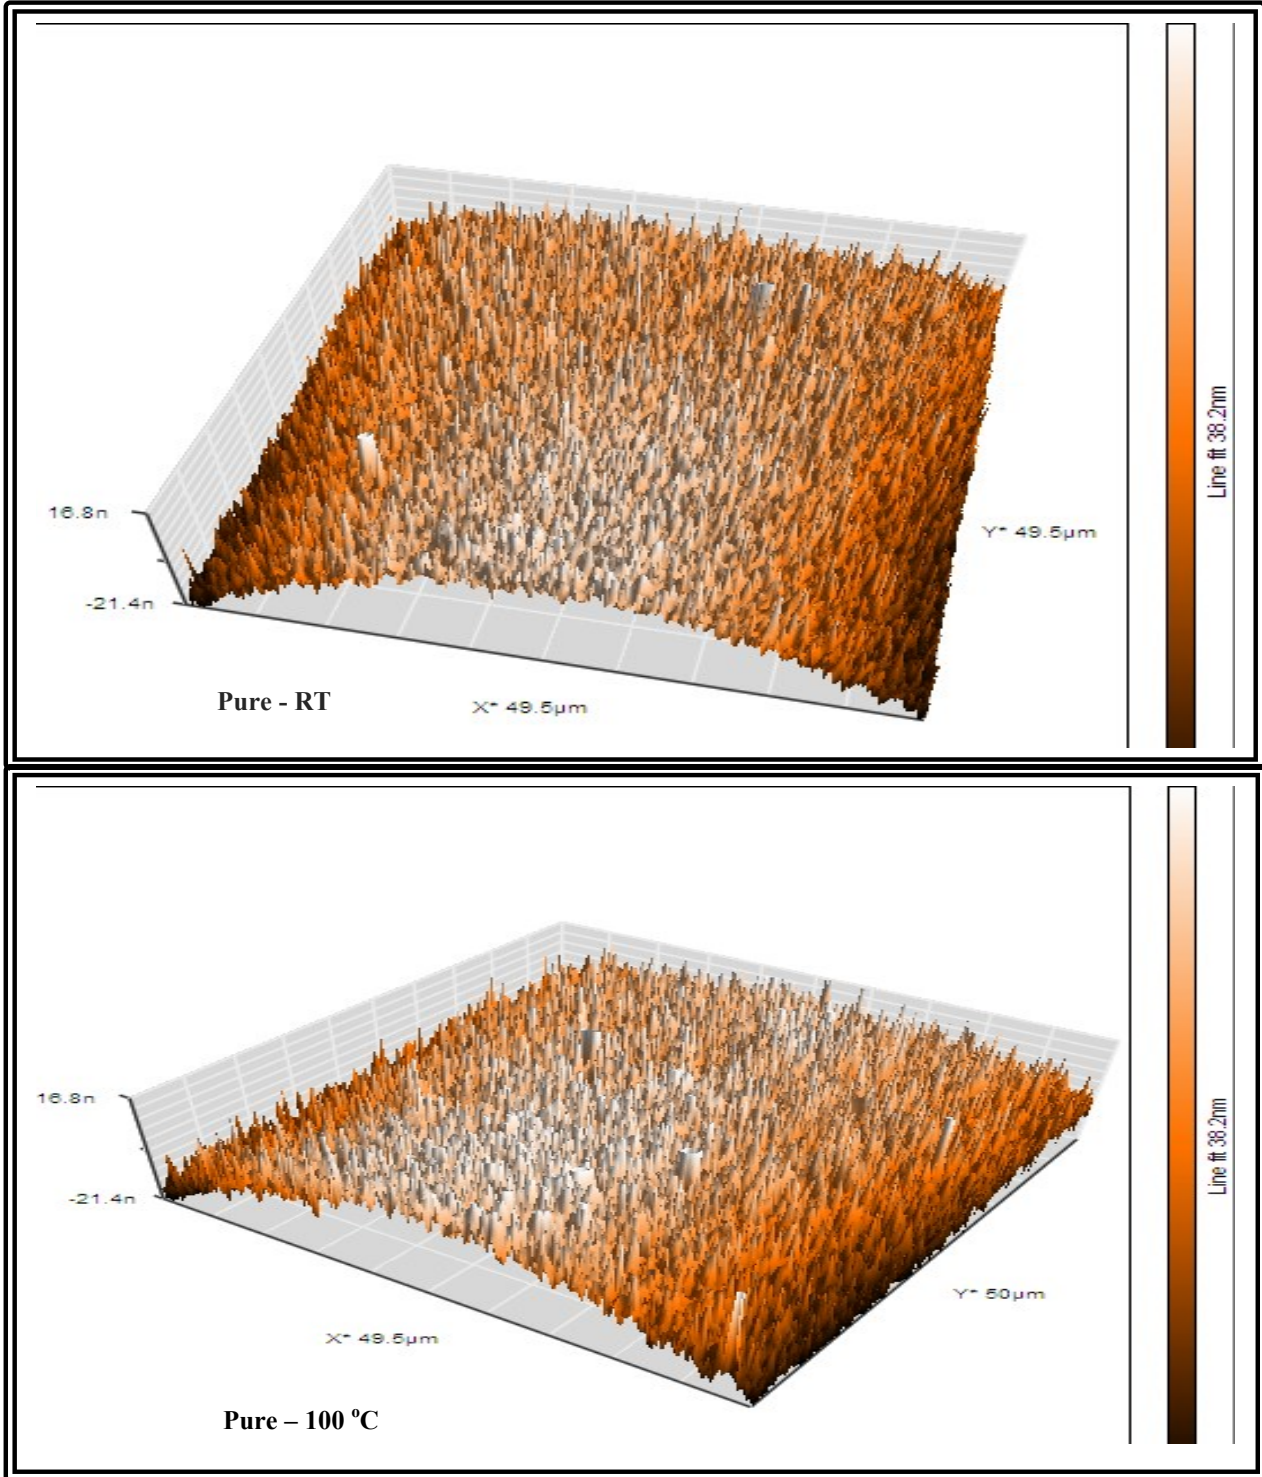 Line fit 38.2nm
16.8n
Y* 49.5µm
-21.4n
Pure - RT
X* 49.5µm
Line fit 38.2nm
16.8n
-21.4n
Y* 50µm
X* 49.5µm
Pure – 100 °C